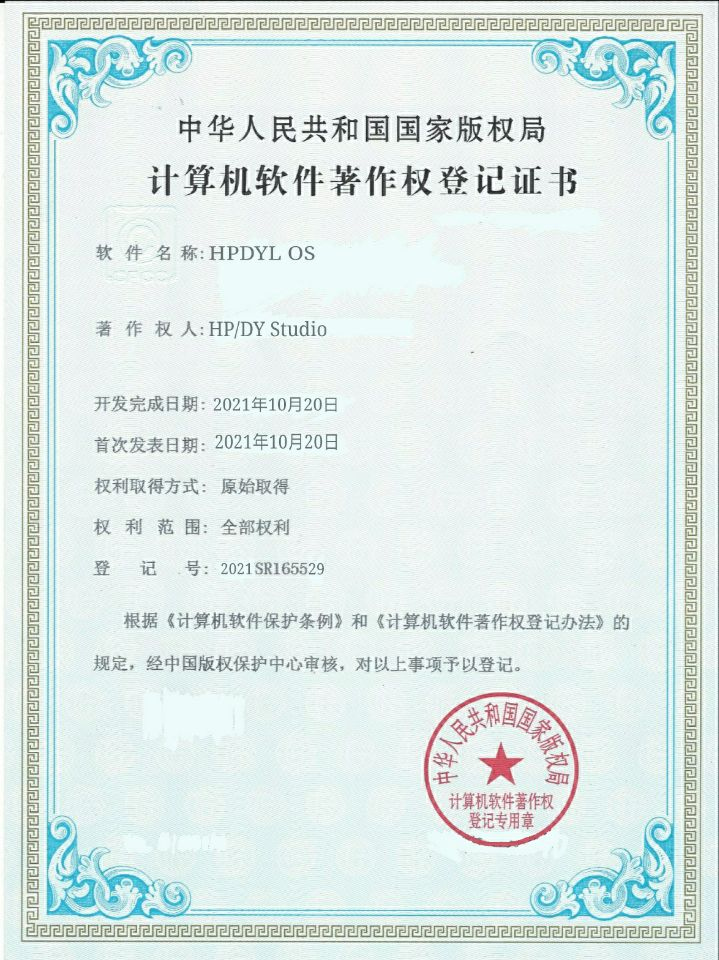 中华人民共和国国家版权局
计算机软件著作权登记证书
软件名称: HPDYL OS
著作权人: HP/DY Studio
开发完成日期: 2021年10月20日
首次发表日期: 2021年10月20日
权利取得方式: 原始取得
权利范围: 全部权利
登记号: 2021SR165529
根据《计算机软件保护条例》和《计算机软件著作权登记办法》的
规定，经中国版权保护中心审核，对以上事项予以登记。
中华人民共和国国家版权局
计算机软件著作权
登记专用章